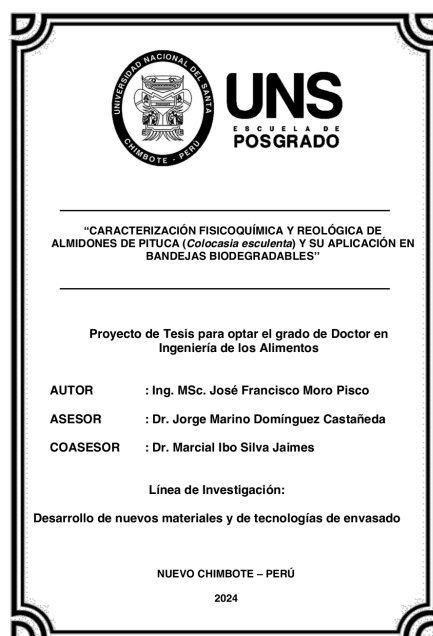 UNIVERSIDAD NACIONAL DEL SANTA
CHIMBOTE - PERÚ
UNS
ESCUELA DE
POSGRADO
“CARACTERIZACIÓN FISICOQUÍMICA Y REOLÓGICA DE
ALMIDONES DE PITUCA (Colocasia esculenta) Y SU APLICACIÓN EN
BANDEJAS BIODEGRADABLES”
Proyecto de Tesis para optar el grado de Doctor en
Ingeniería de los Alimentos
AUTOR : Ing. MSc. José Francisco Moro Pisco
ASESOR : Dr. Jorge Marino Domínguez Castañeda
COASESOR : Dr. Marcial Ibo Silva Jaimes
Línea de Investigación:
Desarrollo de nuevos materiales y de tecnologías de envasado
NUEVO CHIMBOTE – PERÚ
2024